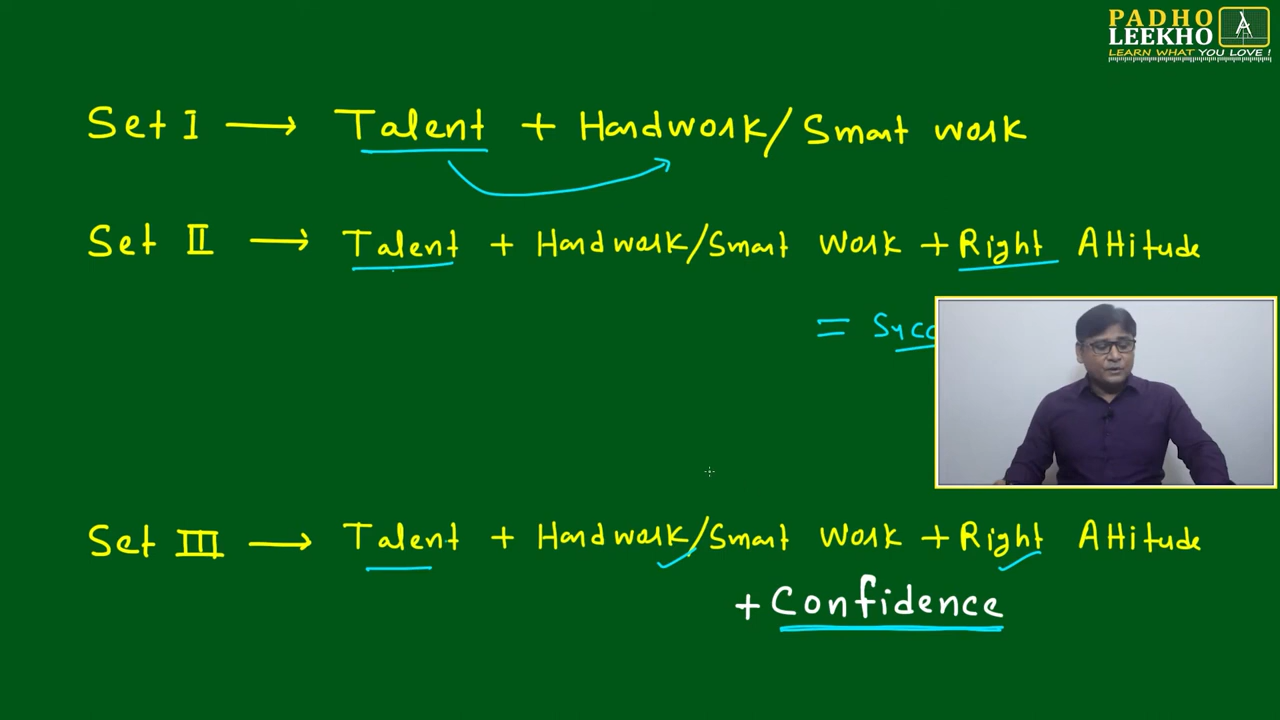 PADHO
LEEKHO
LEARN WHAT YOU LOVE !
Set I → Talent + Hardwork/Smart work
Set II → Talent + Hardwork/Smart Work + Right Attitude
=
Set III → Talent + Hardwork/Smart Work + Right Attitude
+ Confidence